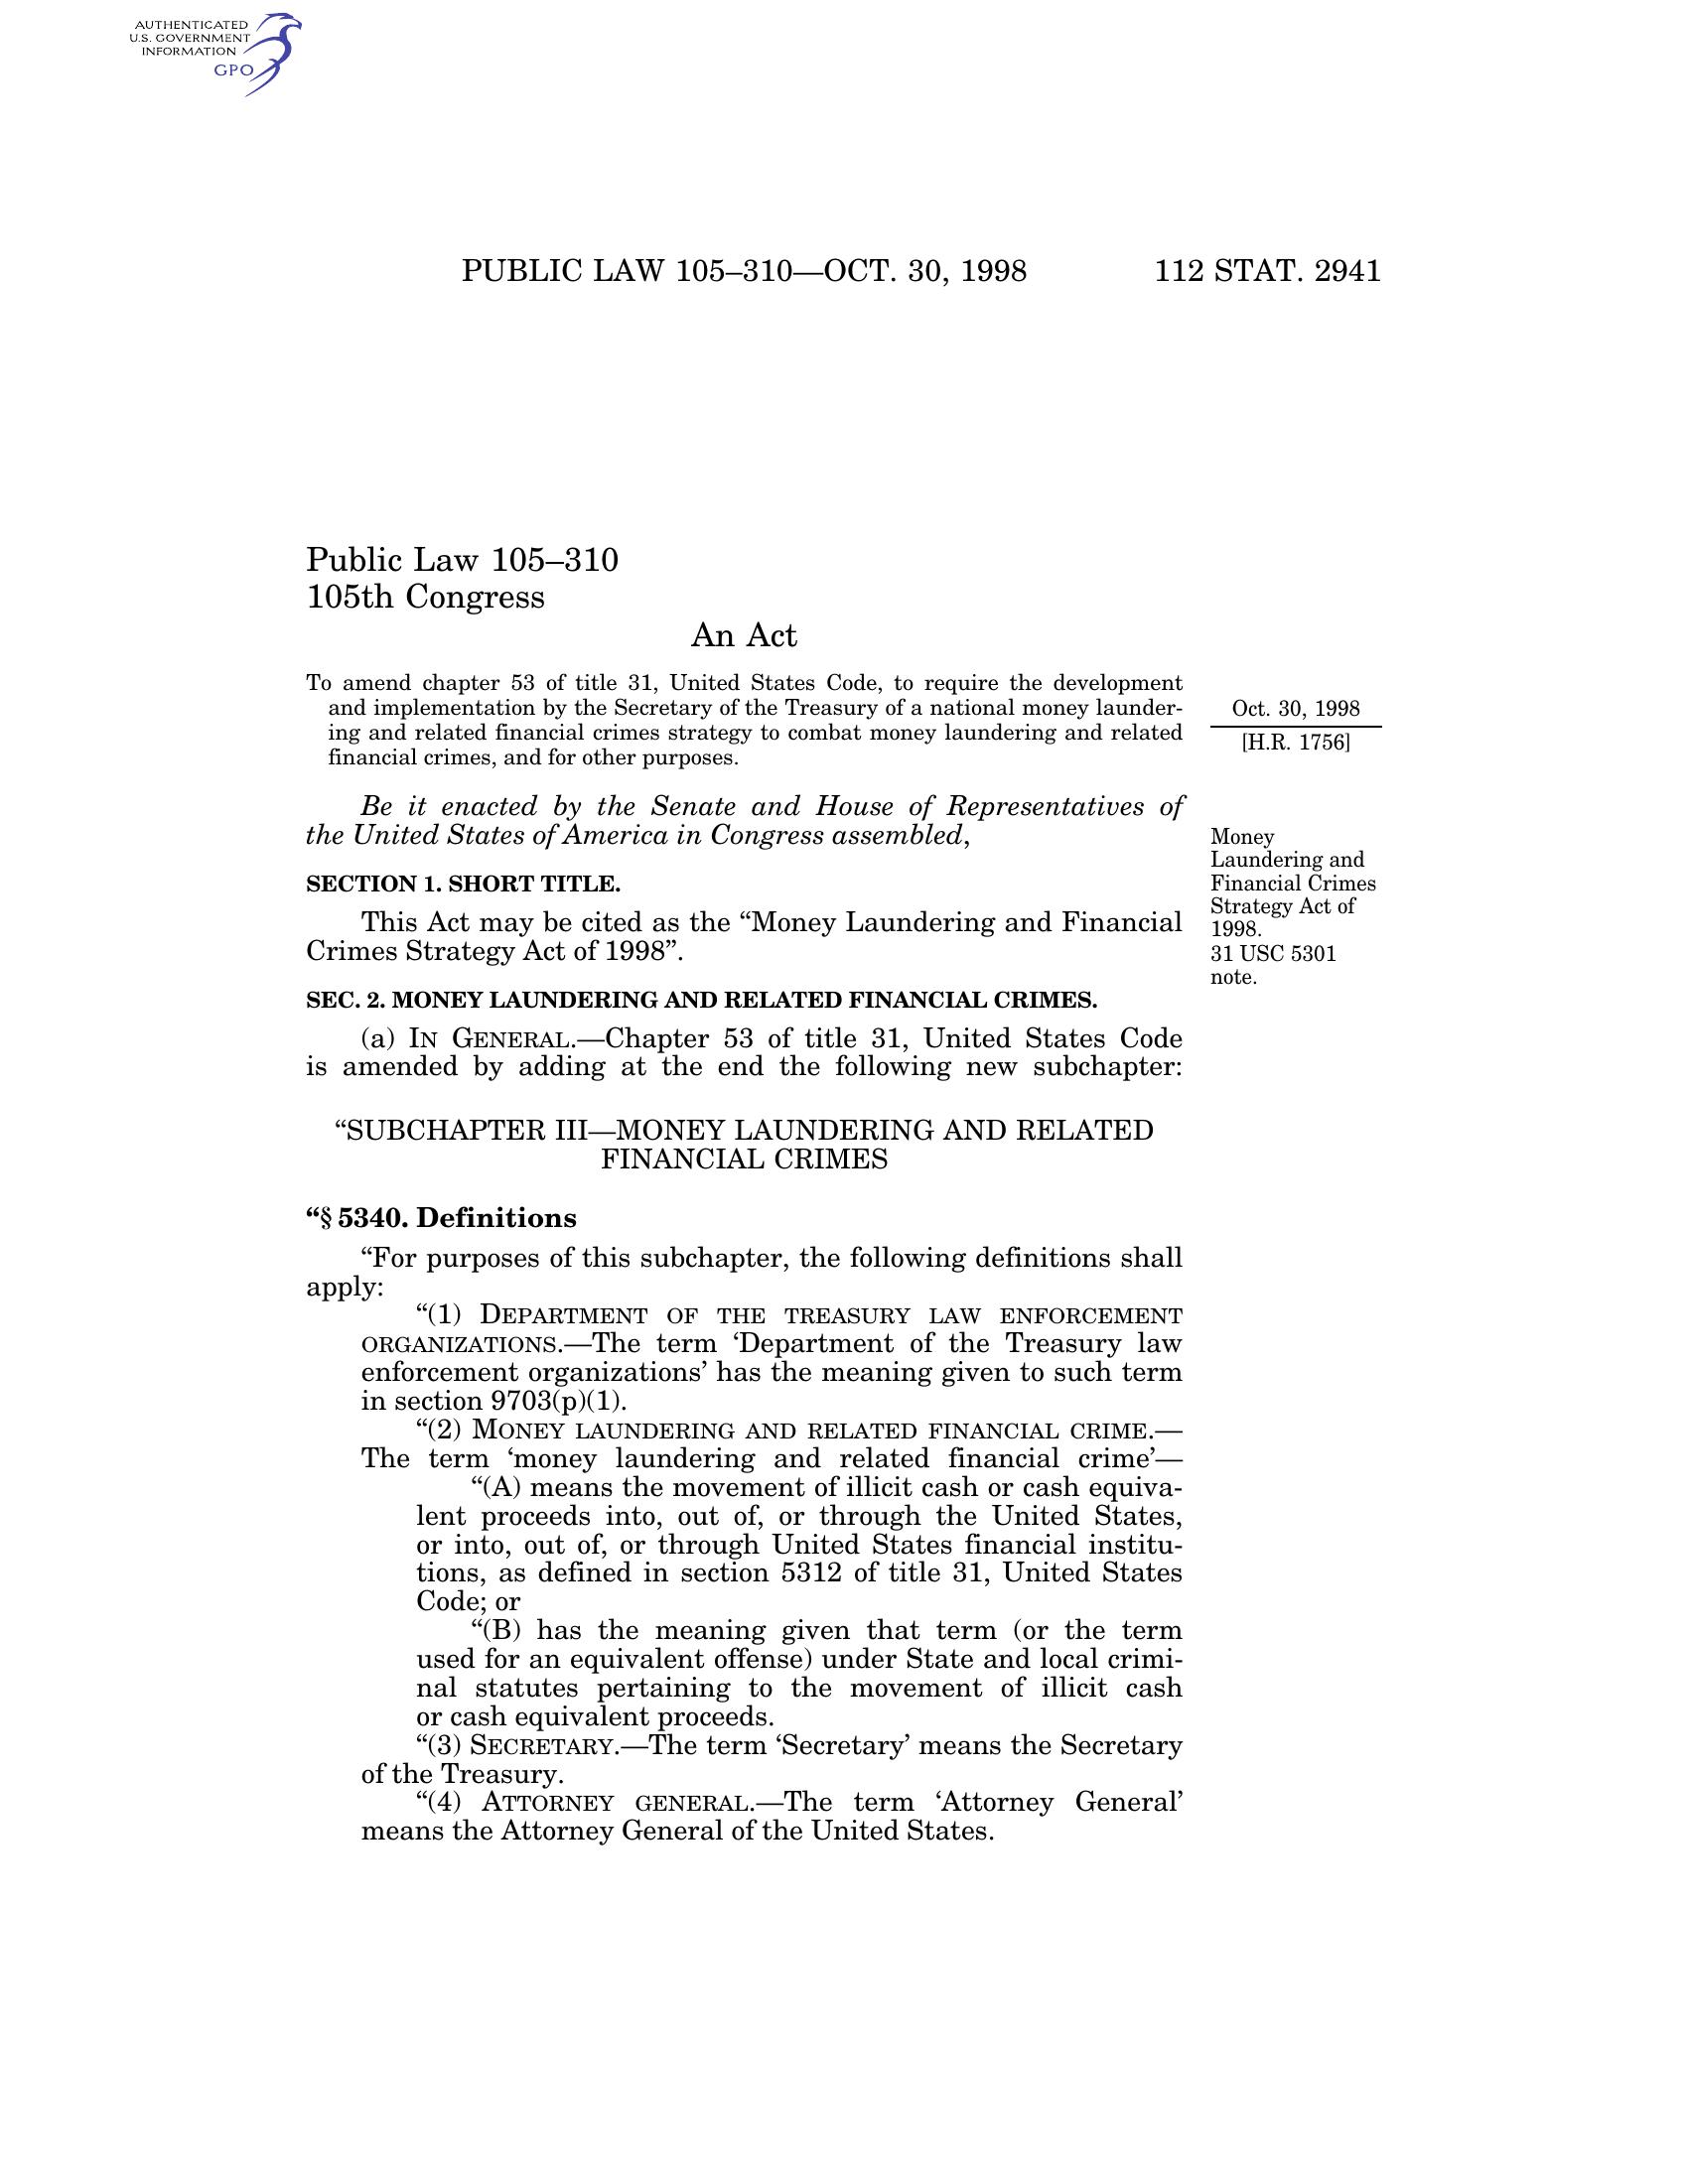 AUTHENTICATED
U.S. GOVERNMENT
INFORMATION
GPO
PUBLIC LAW 105–310—OCT. 30, 1998
112 STAT. 2941
Public Law 105–310
105th Congress
An Act
To amend chapter 53 of title 31, United States Code, to require the development
and implementation by the Secretary of the Treasury of a national money launder-
ing and related financial crimes strategy to combat money laundering and related
financial crimes, and for other purposes.
Oct. 30, 1998
[H.R. 1756]
Be it enacted by the Senate and House of Representatives of
the United States of America in Congress assembled,
SECTION 1. SHORT TITLE.
This Act may be cited as the “Money Laundering and Financial
Crimes Strategy Act of 1998”.
Money
Laundering and
Financial Crimes
Strategy Act of
1998.
31 USC 5301
note.
SEC. 2. MONEY LAUNDERING AND RELATED FINANCIAL CRIMES.
(a) IN GENERAL.—Chapter 53 of title 31, United States Code
is amended by adding at the end the following new subchapter:
“SUBCHAPTER III—MONEY LAUNDERING AND RELATED
FINANCIAL CRIMES
“§ 5340. Definitions
“For purposes of this subchapter, the following definitions shall
apply:
“(1) DEPARTMENT OF THE TREASURY LAW ENFORCEMENT
ORGANIZATIONS.—The term ‘Department of the Treasury law
enforcement organizations’ has the meaning given to such term
in section 9703(p)(1).
“(2) MONEY LAUNDERING AND RELATED FINANCIAL CRIME.—
The term ‘money laundering and related financial crime’—
“(A) means the movement of illicit cash or cash equiva-
lent proceeds into, out of, or through the United States,
or into, out of, or through United States financial institu-
tions, as defined in section 5312 of title 31, United States
Code; or
“(B) has the meaning given that term (or the term
used for an equivalent offense) under State and local crimi-
nal statutes pertaining to the movement of illicit cash
or cash equivalent proceeds.
“(3) SECRETARY.—The term ‘Secretary’ means the Secretary
of the Treasury.
“(4) ATTORNEY GENERAL.—The term ‘Attorney General’
means the Attorney General of the United States.